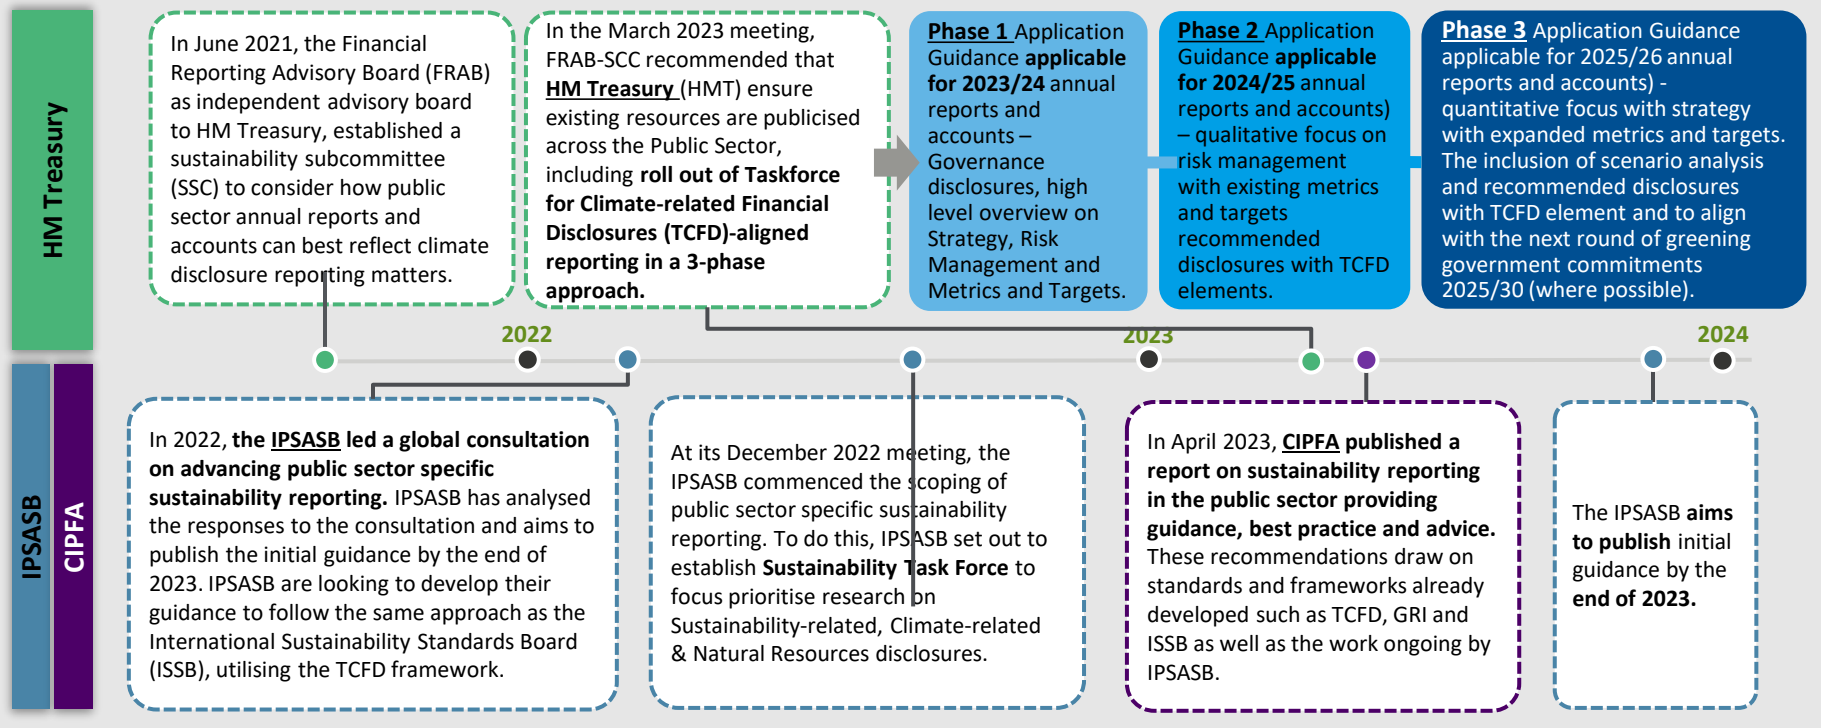 HM Treasury
In June 2021, the Financial
Reporting Advisory Board (FRAB)
as independent advisory board
to HM Treasury, established a
sustainability subcommittee
(SSC) to consider how public
sector annual reports and
accounts can best reflect climate
disclosure reporting matters.
In the March 2023 meeting,
FRAB-SCC recommended that
HM Treasury (HMT) ensure
existing resources are publicised
across the Public Sector,
including roll out of Taskforce
for Climate-related Financial
Disclosures (TCFD)-aligned
reporting in a 3-phase
approach.
Phase 1 Application
Guidance applicable
for 2023/24 annual
reports and
accounts –
Governance
disclosures, high
level overview on
Strategy, Risk
Management and
Metrics and Targets.
Phase 2 Application
Guidance applicable
for 2024/25 annual
reports and accounts)
– qualitative focus on
risk management
with existing metrics
and targets
recommended
disclosures with TCFD
elements.
Phase 3 Application Guidance
applicable for 2025/26 annual
reports and accounts) -
quantitative focus with strategy
with expanded metrics and targets.
The inclusion of scenario analysis
and recommended disclosures
with TCFD element and to align
with the next round of greening
government commitments
2025/30 (where possible).
2022
2023
2024
IPSASB
CIPFA
In 2022, the IPSASB led a global consultation
on advancing public sector specific
sustainability reporting. IPSASB has analysed
the responses to the consultation and aims to
publish the initial guidance by the end of
2023. IPSASB are looking to develop their
guidance to follow the same approach as the
International Sustainability Standards Board
(ISSB), utilising the TCFD framework.
At its December 2022 meeting, the
IPSASB commenced the scoping of
public sector specific sustainability
reporting. To do this, IPSASB set out to
establish Sustainability Task Force to
focus prioritise research on
Sustainability-related, Climate-related
& Natural Resources disclosures.
In April 2023, CIPFA published a
report on sustainability reporting
in the public sector providing
guidance, best practice and advice.
These recommendations draw on
standards and frameworks already
developed such as TCFD, GRI and
ISSB as well as the work ongoing by
IPSASB.
The IPSASB aims
to publish initial
guidance by the
end of 2023.